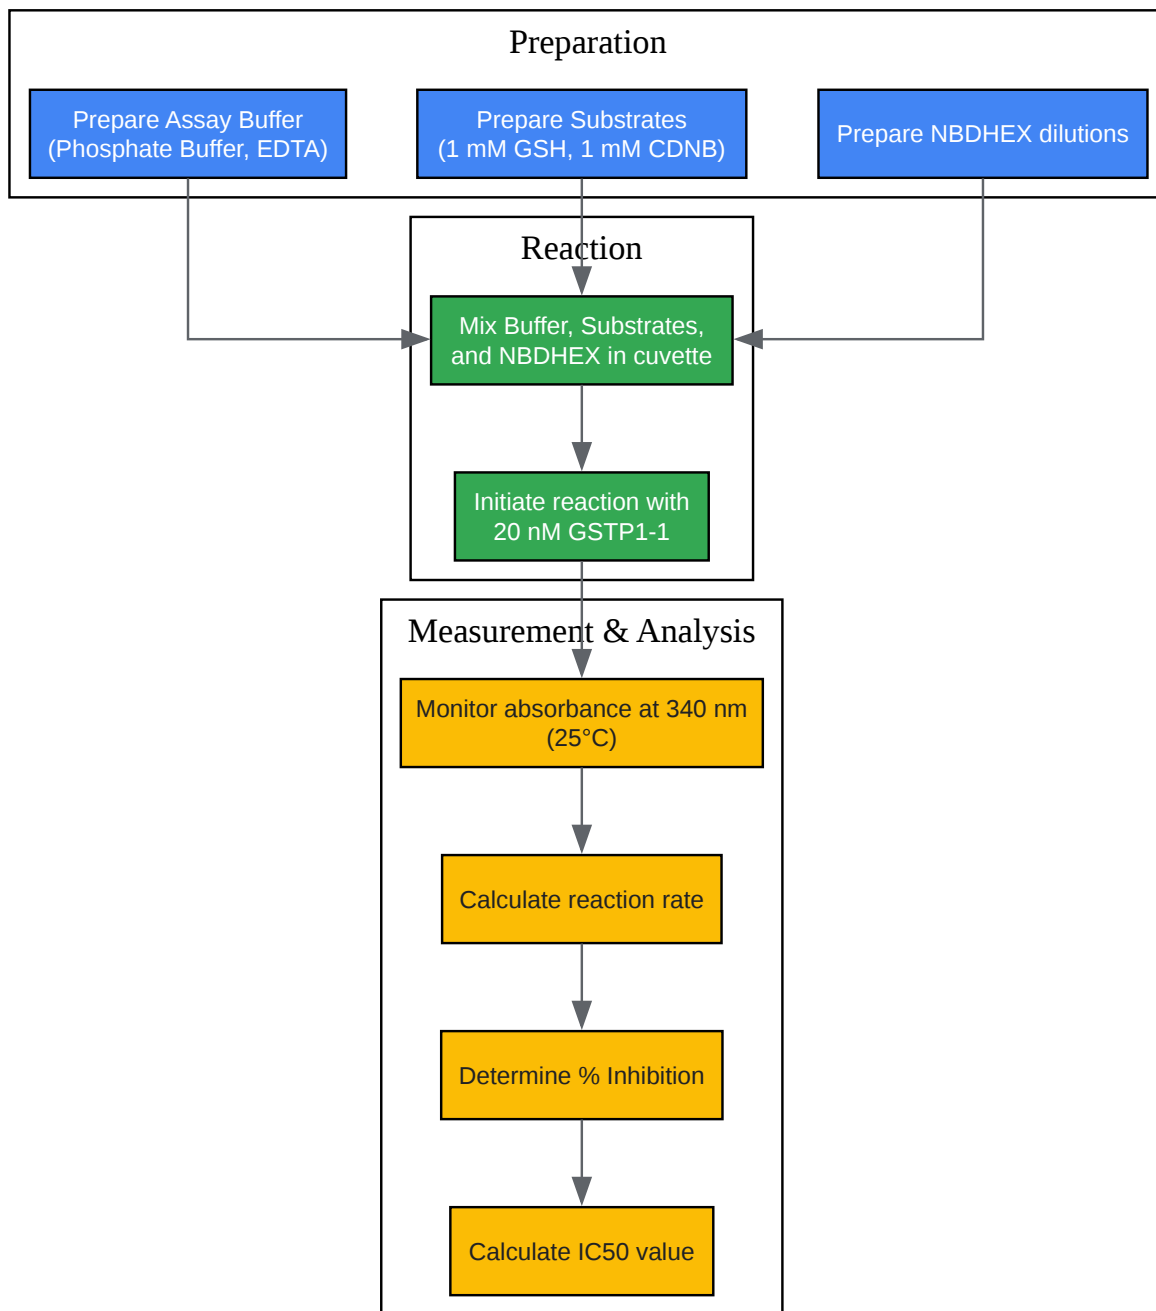 Preparation
Prepare Assay Buffer
(Phosphate Buffer, EDTA)
Prepare Substrates
(1 mM GSH, 1 mM CDNB)
Prepare NBDHEX dilutions
Reaction
Mix Buffer, Substrates,
and NBDHEX in cuvette
Initiate reaction with
20 nM GSTP1-1
Measurement & Analysis
Monitor absorbance at 340 nm
(25°C)
Calculate reaction rate
Determine % Inhibition
Calculate IC50 value